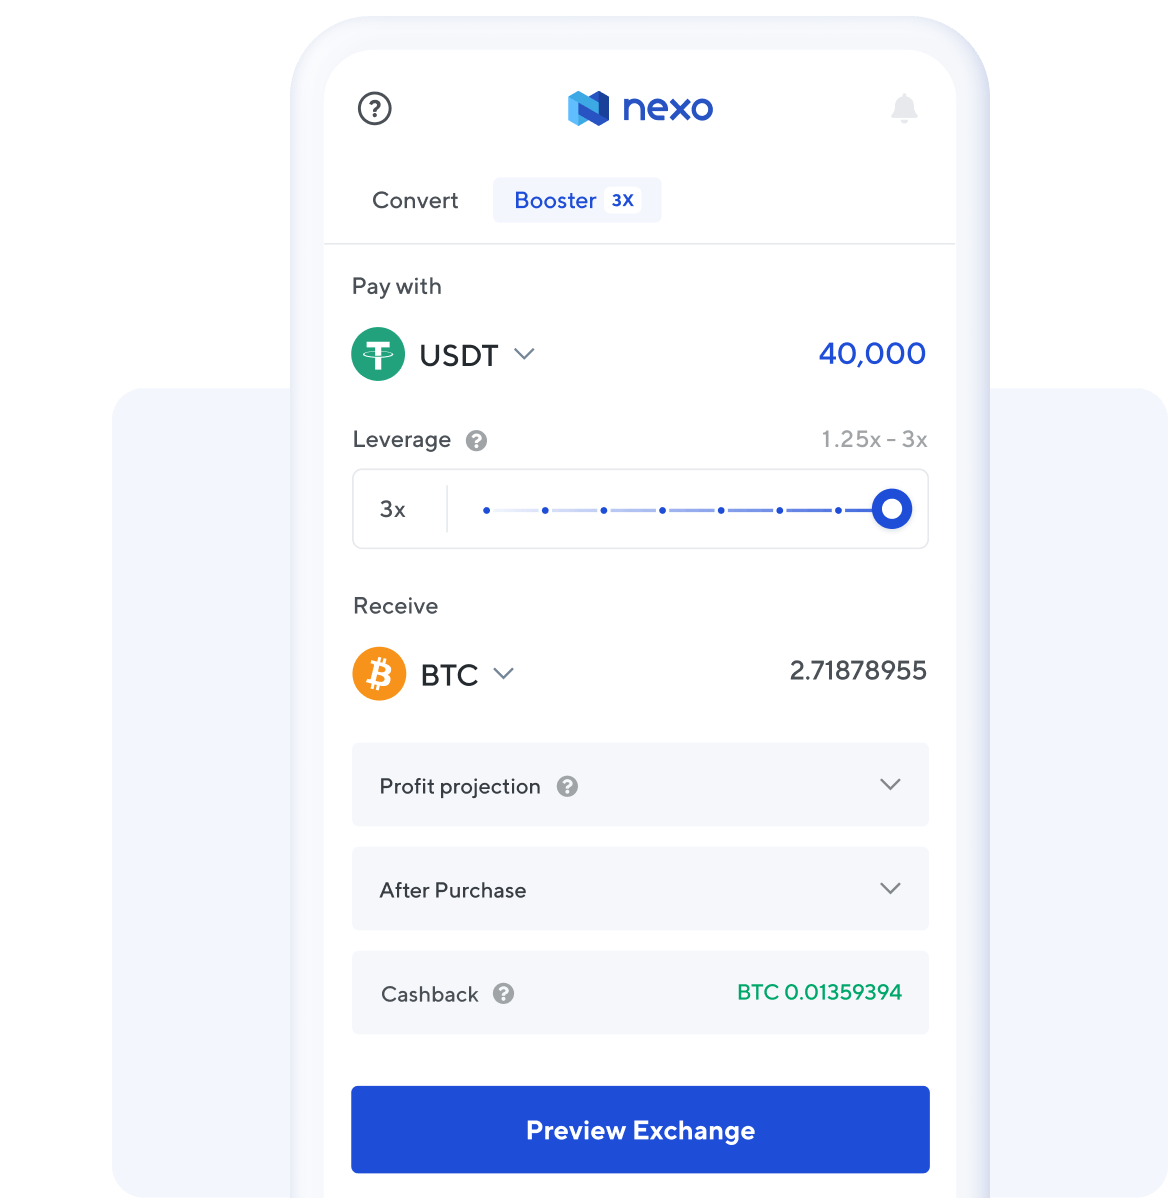 ?
nexo
Convert
Booster 3X
Pay with
USDT 40,000
Leverage ? 1.25x - 3x
3x
Receive
BTC 2.71878955
Profit projection ?
After Purchase
Cashback ? BTC 0.01359394
Preview Exchange